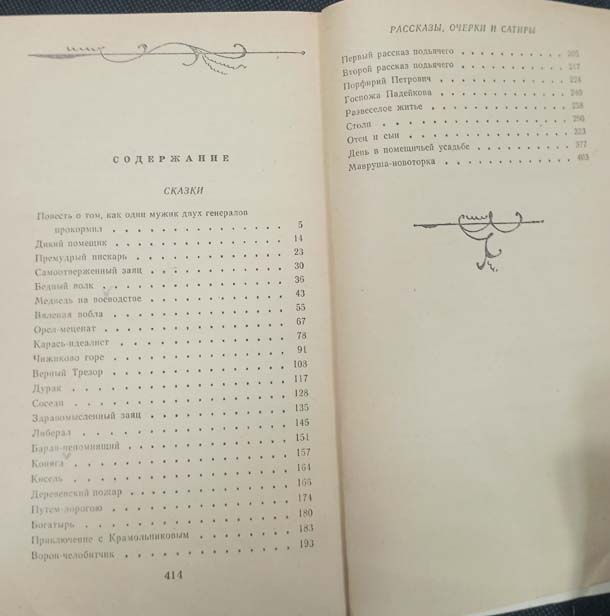 СОДЕРЖАНИЕ
СКАЗКИ
Повесть о том, как один мужик двух генералов
прокормил . . . . . . . . . . . . . . . 5
Дикий помещик . . . . . . . . . . . . . . 14
Премудрый пискарь . . . . . . . . . . . . . 23
Самоотверженный заяц . . . . . . . . . . . . 30
Бедный волк . . . . . . . . . . . . . . . 36
Медведь на воеводстве . . . . . . . . . . . . 43
Вяленая вобла . . . . . . . . . . . . . . 55
Орел-меценат . . . . . . . . . . . . . . . 67
Карась-идеалист . . . . . . . . . . . . . . 78
Чижиково горе . . . . . . . . . . . . . . 91
Верный Трезор . . . . . . . . . . . . . . 103
Дурак . . . . . . . . . . . . . . . . . 117
Соседи . . . . . . . . . . . . . . . . . 128
Здравомысленный заяц . . . . . . . . . . . . 135
Либерал . . . . . . . . . . . . . . . . 145
Баран-непомнящий . . . . . . . . . . . . . 151
Коняга . . . . . . . . . . . . . . . . . 157
Кисель . . . . . . . . . . . . . . . . . 164
Деревенский пожар . . . . . . . . . . . . . 166
Путем-дорогою . . . . . . . . . . . . . . 174
Богатырь . . . . . . . . . . . . . . . . 180
Приключение с Крамольниковым . . . . . . . . . 183
Ворон-челобитчик . . . . . . . . . . . . . 193
414
РАССКАЗЫ, ОЧЕРКИ И САТИРЫ
Первый рассказ подьячего . . . . . . . . . . . 205
Второй рассказ подьячего . . . . . . . . . . . 217
Порфирий Петрович . . . . . . . . . . . . .
Госпожа Падейкова . . . . . . . . . . . . . 240
Развеселое житье . . . . . . . . . . . . . 258
Столп . . . . . . . . . . . . . . . . .
Отец и сын . . . . . . . . . . . . . . . 323
День в помещичьей усадьбе . . . . . . . . . . 377
Мавруша-новоторка . . . . . . . . . . . . . 403